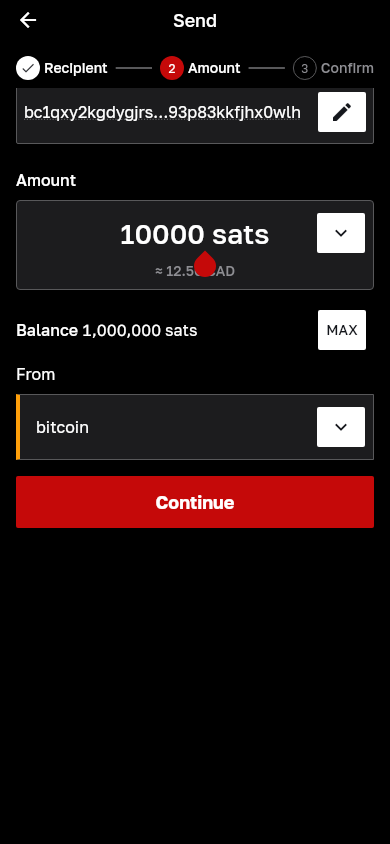 Send
Recipient
2 Amount
3 Confirm
bc1qxy2kgdygjrs...93p83kkfjhx0wlh
Amount
10000 sats
≈
Balance 1,000,000 sats
MAX
From
bitcoin
Continue